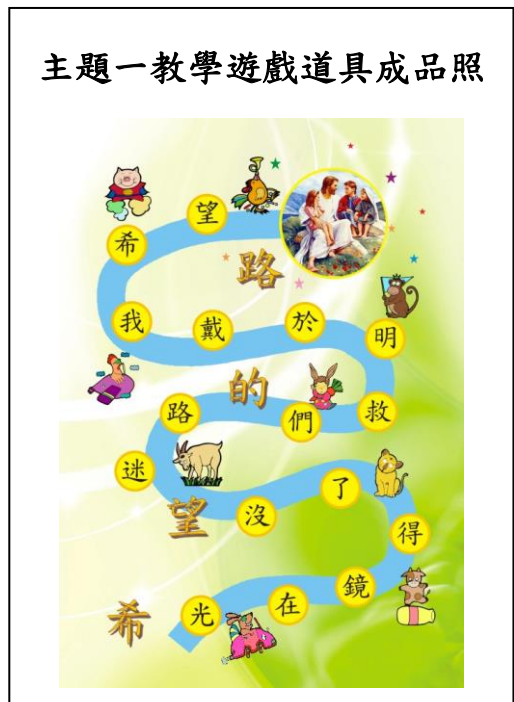 主題一教學遊戲道具成品照
希望的路
希望
我戴於明
路們救
迷沒了得
光在鏡